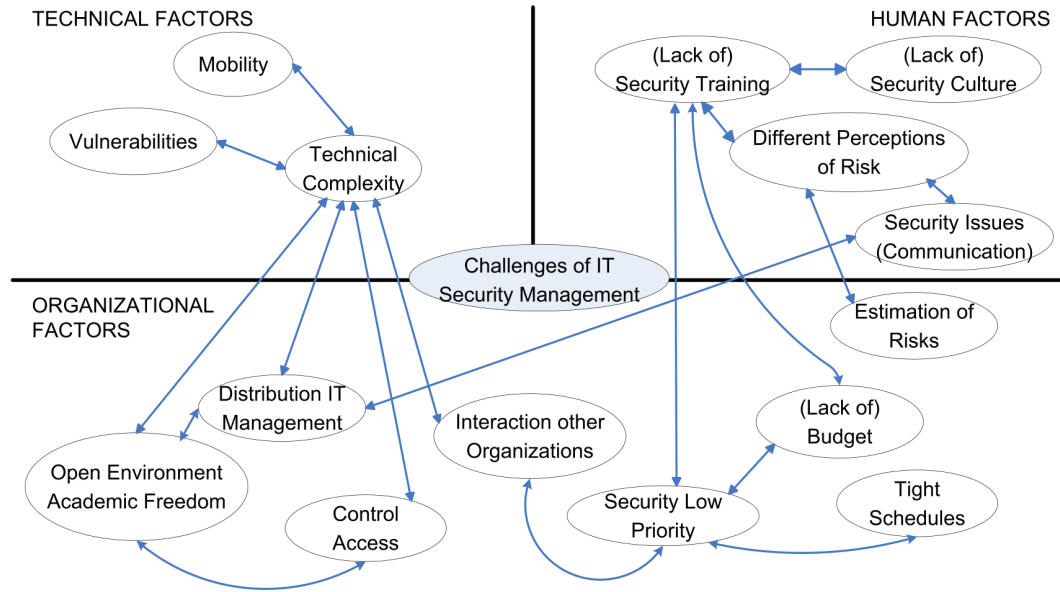 TECHNICAL FACTORS
Mobility
Vulnerabilities
Technical
Complexity
HUMAN FACTORS
(Lack of)
Security Training
(Lack of)
Security Culture
Different Perceptions
of Risk
Security Issues
(Communication)
Challenges of IT
Security Management
ORGANIZATIONAL
FACTORS
Estimation of
Risks
Distribution IT
Management
Interaction other
Organizations
(Lack of)
Budget
Open Environment
Academic Freedom
Control
Access
Security Low
Priority
Tight
Schedules